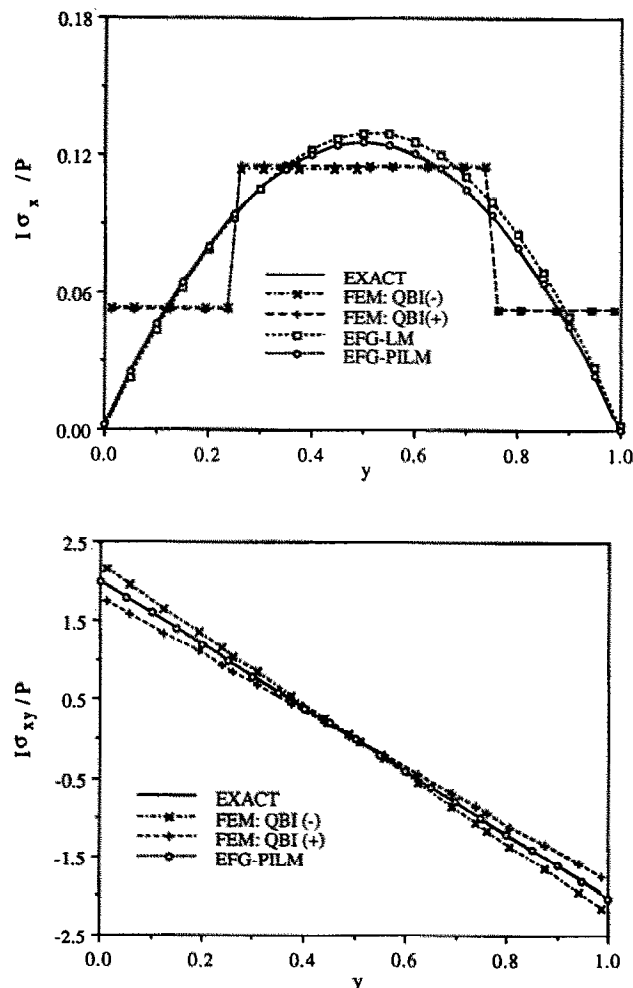 0.18
0.12
0.06
0.00
I σx /P
EXACT
FEM: QBI(-)
FEM: QBI(+)
EFG-LM
EFG-PILM
0.0 0.2 0.4 0.6 0.8 1.0
y
2.5
1.5
0.5
-0.5
-1.5
-2.5
I σxy /P
EXACT
FEM: QBI (-)
FEM: QBI (+)
EFG-PILM
0.0 0.2 0.4 0.6 0.8 1.0
y